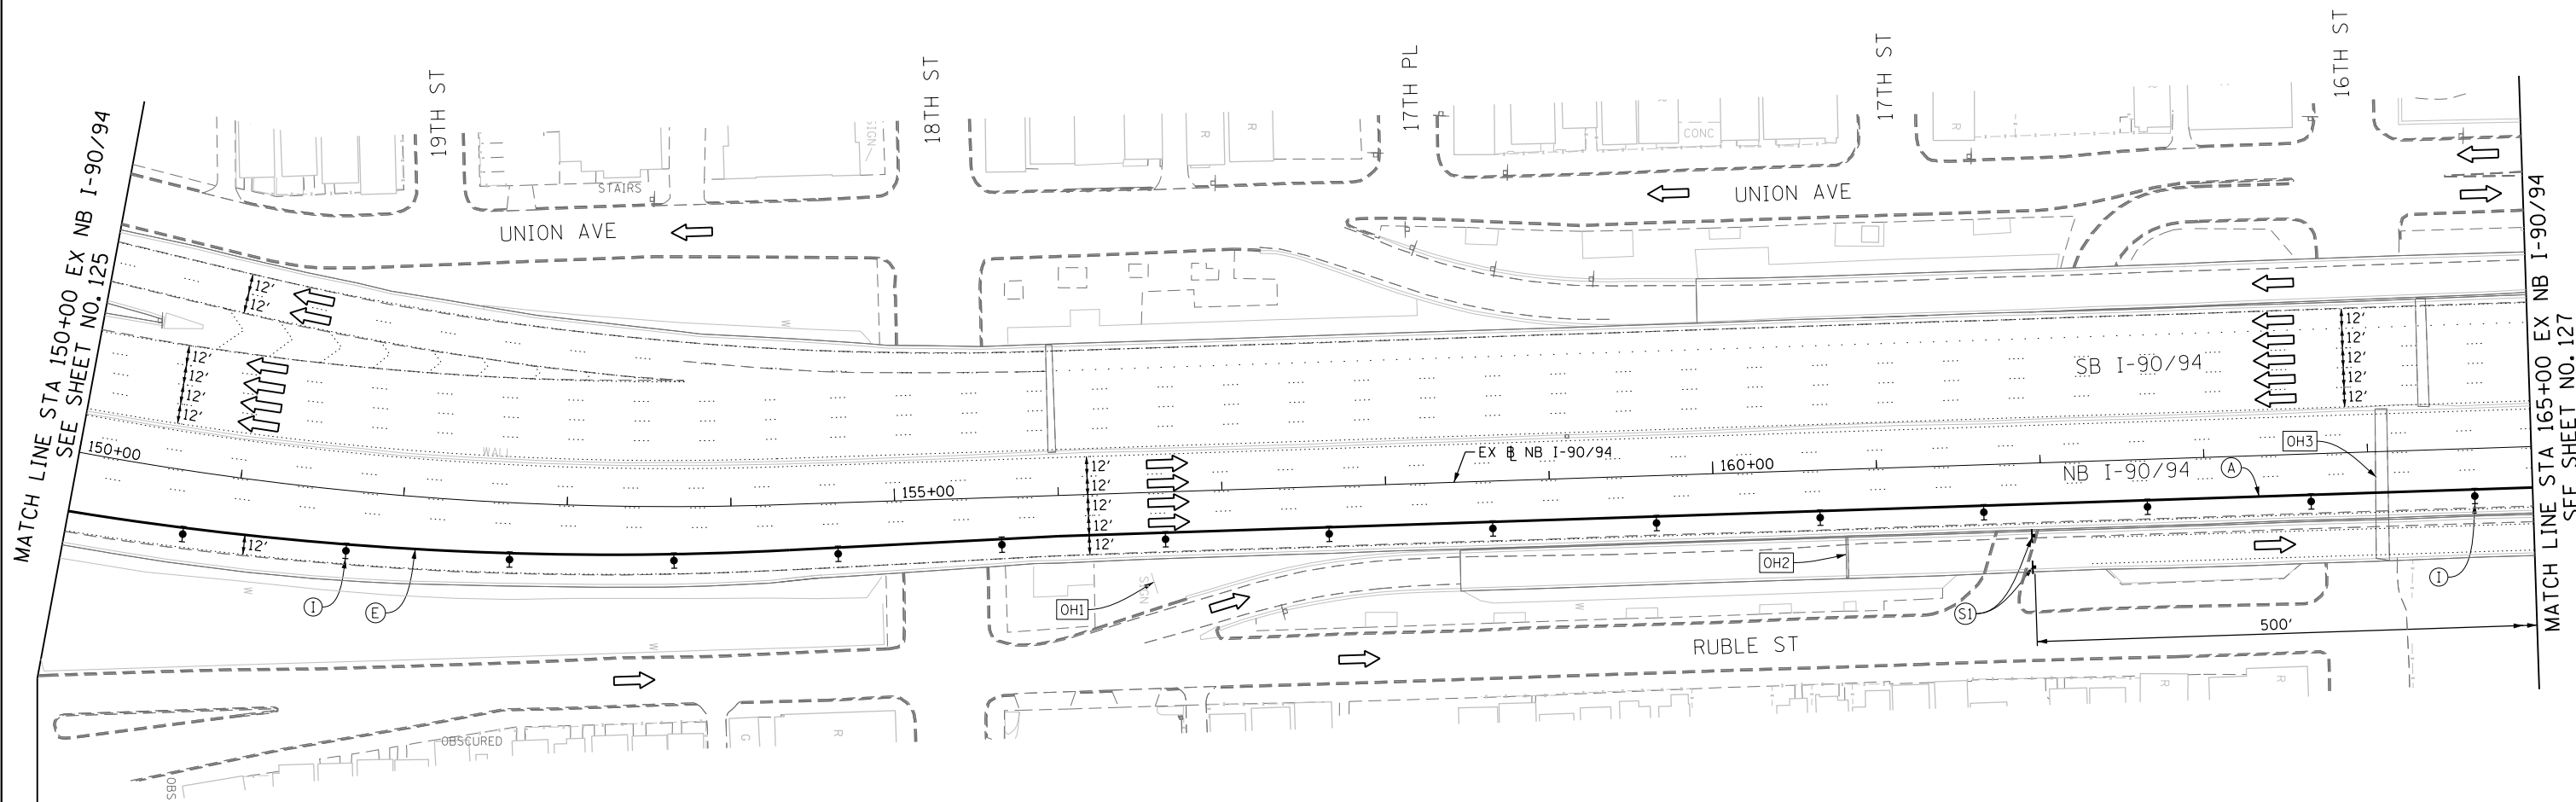 MATCH LINE STA 150+00 EX NB I-90/94
SEE SHEET NO. 125
19TH ST
18TH ST
17TH PL
17TH ST
16TH ST
MATCH LINE STA 165+00 EX NB I-90/94
SEE SHEET NO. 127
SIGN
R
R
R
CONC
R
STAIRS
UNION AVE
UNION AVE
12'
12'
W
12'
12'
12'
12'
12'
12'
12'
12'
12'
SB I-90/94
WALL
150+00
155+00
EX BL NB I-90/94
160+00
NB I-90/94
A
OH3
12'
12'
12'
12'
12'
12'
I
E
W
OH1
SIGN
OH2
W
S1
I
500'
W
RUBLE ST
OBSCURED
G
R
R
R
OBS